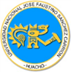 UNIVERSIDAD NACIONAL JOSE FAUSTINO SANCHEZ CARRION
HUACHO